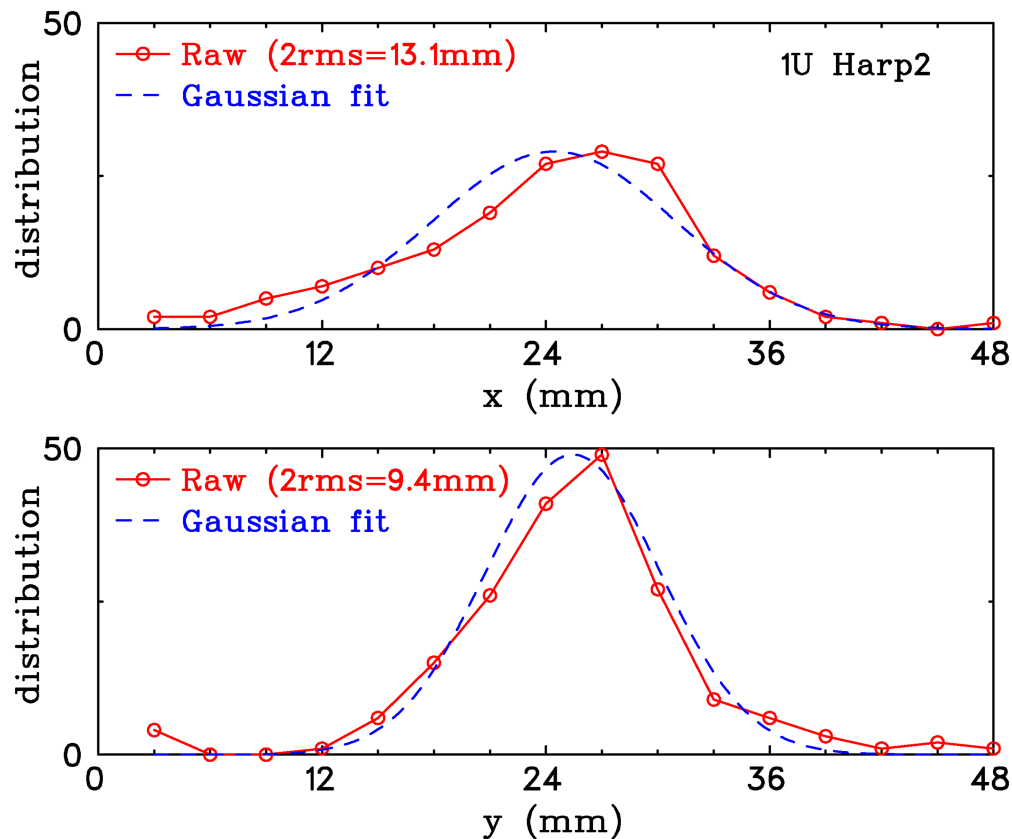 50
Raw (2rms=13.1mm)
1U Harp2
Gaussian fit
distribution
0
0 12 24 36 48
x (mm)
50
Raw (2rms=9.4mm)
Gaussian fit
distribution
0
0 12 24 36 48
y (mm)